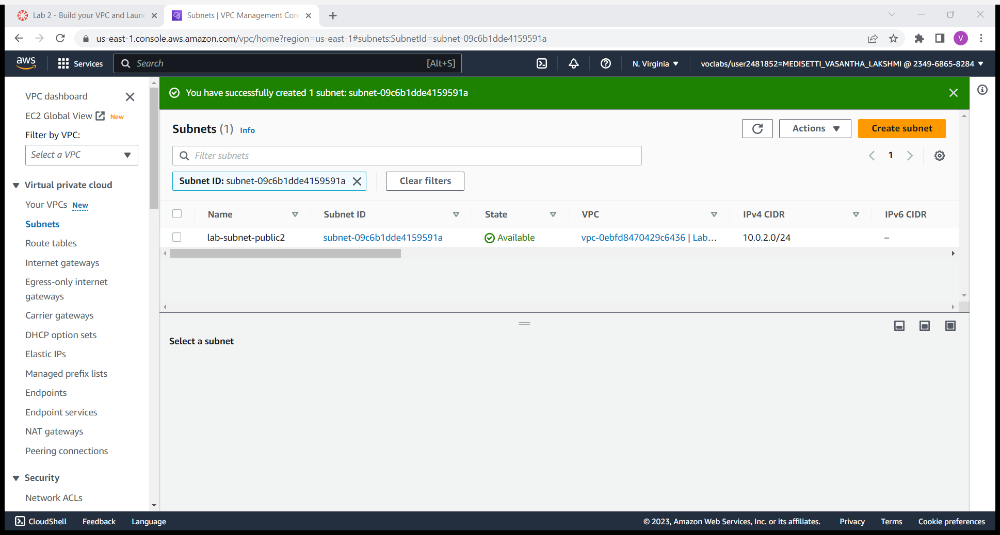 Lab 2 - Build your VPC and Laun
Subnets | VPC Management Con
us-east-1.console.aws.amazon.com/vpc/home?region=us-east-1#subnets:SubnetId=subnet-09c6b1dde4159591a
V
aws
Services
Search
[Alt+S]
N. Virginia
voclabs/user2481852=MEDISETTI_VASANTHA_LAKSHMI @ 2349-6865-8284
VPC dashboard
EC2 Global View New
Filter by VPC:
Select a VPC
Virtual private cloud
Your VPCs New
Subnets
Route tables
Internet gateways
Egress-only internet
gateways
Carrier gateways
DHCP option sets
Elastic IPs
Managed prefix lists
Endpoints
Endpoint services
NAT gateways
Peering connections
Security
Network ACLs
You have successfully created 1 subnet: subnet-09c6b1dde4159591a
Subnets (1) Info
Actions
Create subnet
Filter subnets
1
Subnet ID: subnet-09c6b1dde4159591a
Clear filters
Name Subnet ID State VPC IPv4 CIDR IPv6 CIDR
lab-subnet-public2 subnet-09c6b1dde4159591a Available vpc-0ebfd8470429c6436 | Lab... 10.0.2.0/24 –
Select a subnet
CloudShell Feedback Language
© 2023, Amazon Web Services, Inc. or its affiliates. Privacy Terms Cookie preferences